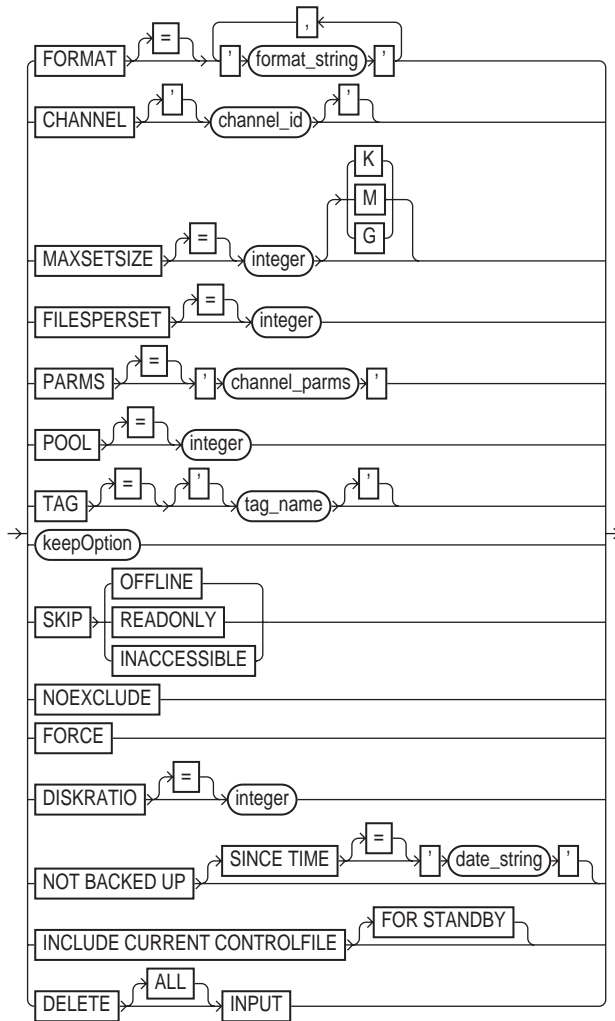 ,
=
FORMAT ' format_string '
' '
CHANNEL channel_id
K
M
G
=
MAXSETSIZE integer
=
FILESPERSET integer
=
PARMS ' channel_parms '
=
POOL integer
= ' '
TAG tag_name
keepOption
OFFLINE
SKIP READONLY
INACCESSIBLE
NOEXCLUDE
FORCE
=
DISKRATIO integer
=
SINCE TIME ' date_string '
NOT BACKED UP
FOR STANDBY
INCLUDE CURRENT CONTROLFILE
ALL
DELETE INPUT